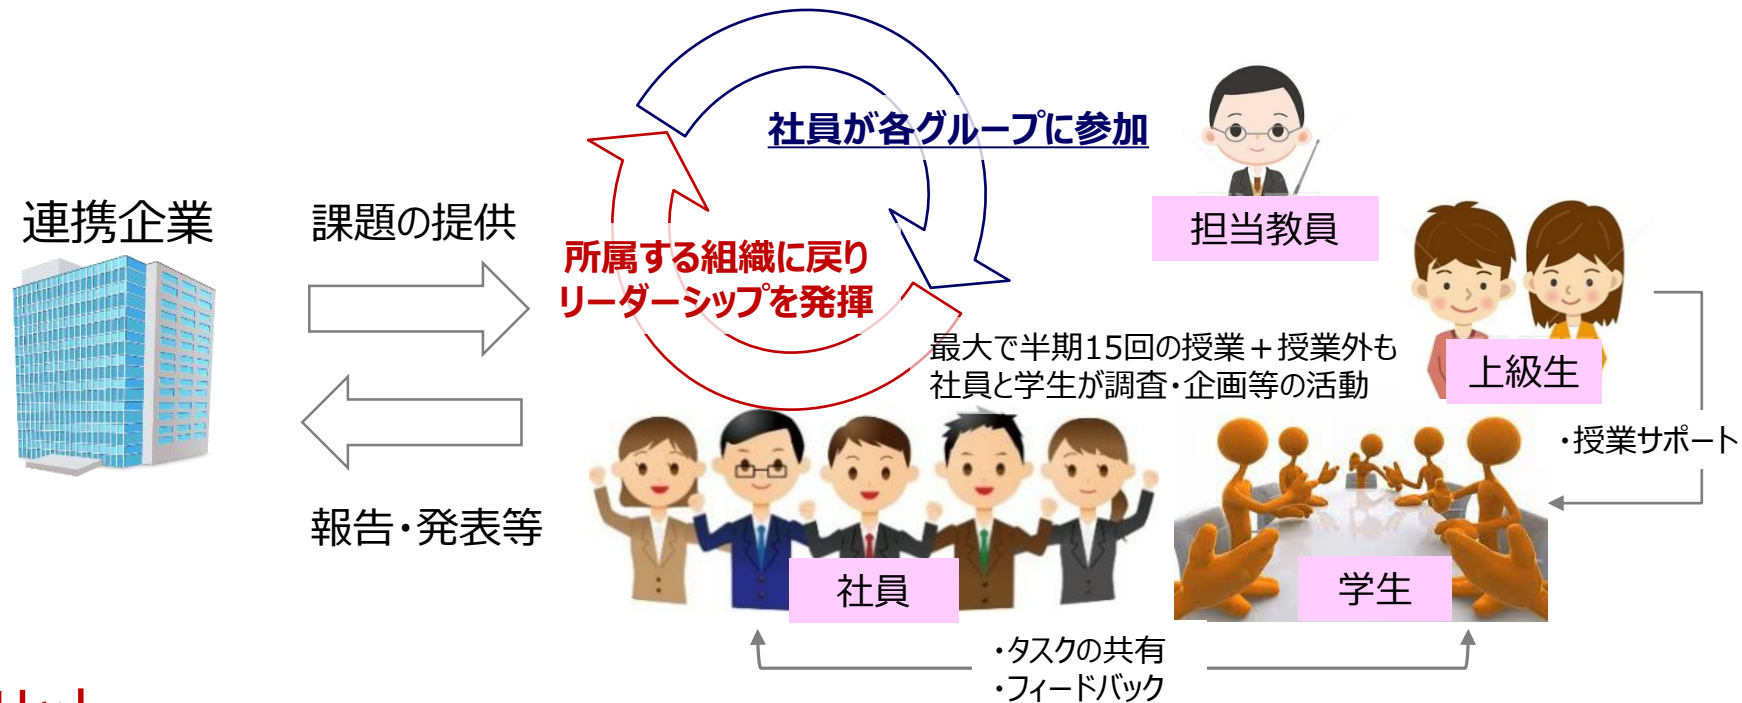 社員が各グループに参加
担当教員
連携企業
課題の提供
所属する組織に戻り
リーダーシップを発揮
最大で半期15回の授業＋授業外も
社員と学生が調査・企画等の活動
上級生
・授業サポート
報告・発表等
社員
学生
・タスクの共有
・フィードバック